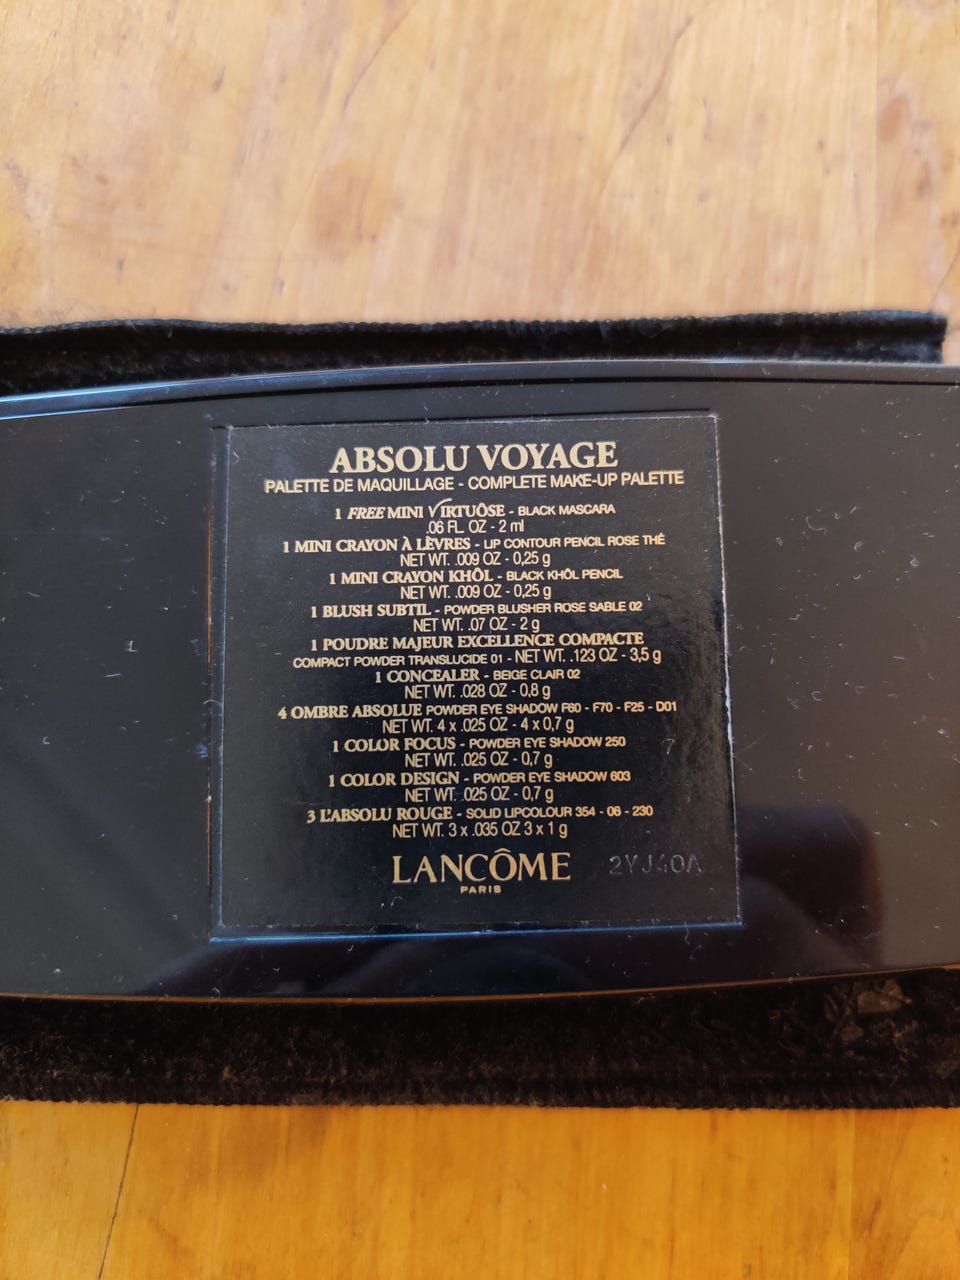 ABSOLU VOYAGE
PALETTE DE MAQUILLAGE - COMPLETE MAKE-UP PALETTE
1 FREE MINI VIRTUÔSE - BLACK MASCARA
.06 FL. OZ - 2 ml
1 MINI CRAYON À LÈVRES - LIP CONTOUR PENCIL ROSE THÉ
NET WT. .009 OZ - 0,25 g
1 MINI CRAYON KHÔL - BLACK KHÔL PENCIL
NET WT. .009 OZ - 0,25 g
1 BLUSH SUBTIL - POWDER BLUSHER ROSE SABLE 02
NET WT. .07 OZ - 2 g
1 POUDRE MAJEUR EXCELLENCE COMPACTE
COMPACT POWDER TRANSLUCIDE 01 - NET WT. .123 OZ - 3,5 g
1 CONCEALER - BEIGE CLAIR 02
NET WT. .028 OZ - 0,8 g
4 OMBRE ABSOLUE POWDER EYE SHADOW F60 - F70 - F25 - D01
NET WT. 4 x .025 OZ - 4 x 0,7 g
1 COLOR FOCUS - POWDER EYE SHADOW 250
NET WT. .025 OZ - 0,7 g
1 COLOR DESIGN - POWDER EYE SHADOW 603
NET WT. .025 OZ - 0,7 g
3 L'ABSOLU ROUGE - SOLID LIPCOLOUR 354 - 06 - 230
NET WT. 3 x .035 OZ 3 x 1 g
LANCÔME
PARIS
2YJ40A